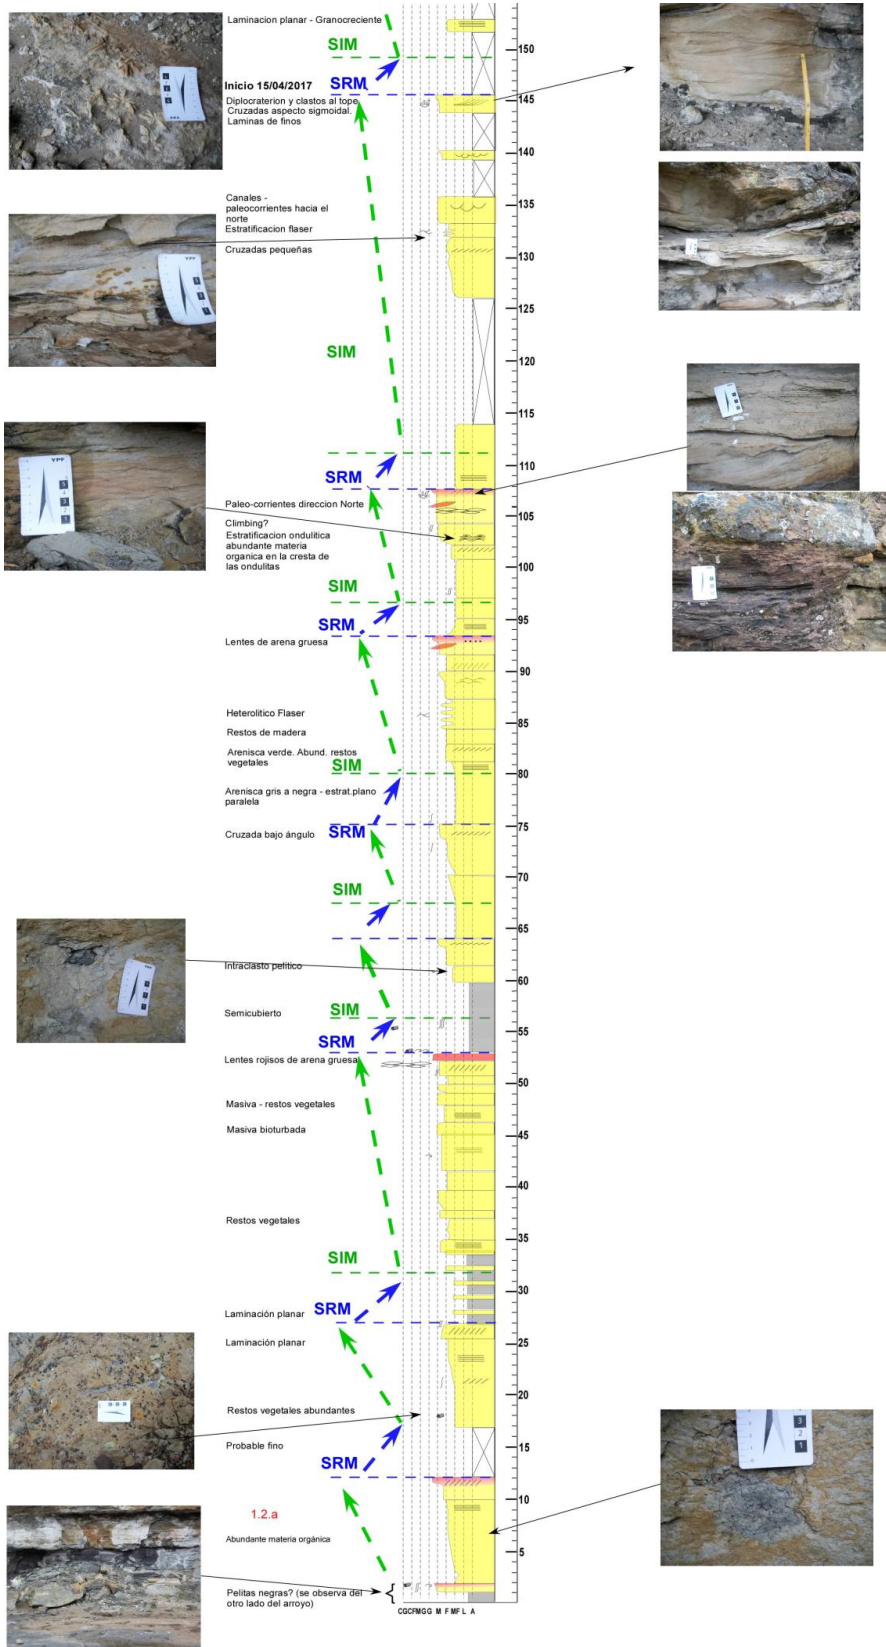 Laminacion planar - Granocreciente
150
SIM
SRM
Inicio 15/04/2017
Diplocraterion y clastos al tope
Cruzadas aspecto sigmoidal.
Laminas de finos
145
140
Canales -
paleocorrientes hacia el
norte
Estratificacion flaser
Cruzadas pequeñas
135
130
125
SIM
120
115
110
SRM
YPF
Paleo-corrientes direccion Norte
105
Climbing?
Estratificacion ondulitica
abundante materia
organica en la cresta de
las ondulitas
100
SIM
95
SRM
Lentes de arena gruesa
90
Heterolitico Flaser
85
Restos de madera
Arenisca verde. Abund. restos
vegetales
SIM
80
Arenisca gris a negra - estrat.plano
paralela
75
SRM
Cruzada bajo ángulo
70
SIM
65
Intraclasto pelitico
60
Semicubierto
SIM
55
SRM
Lentes rojisos de arena gruesa
50
Masiva - restos vegetales
45
Masiva bioturbada
40
Restos vegetales
35
SIM
30
SRM
Laminación planar
25
Laminación planar
20
Restos vegetales abundantes
SRM
15
Probable fino
10
1.2.a
Abundante materia orgánica
5
Pelitas negras? (se observa del
otro lado del arroyo)
CGCFMGG M F MF L A